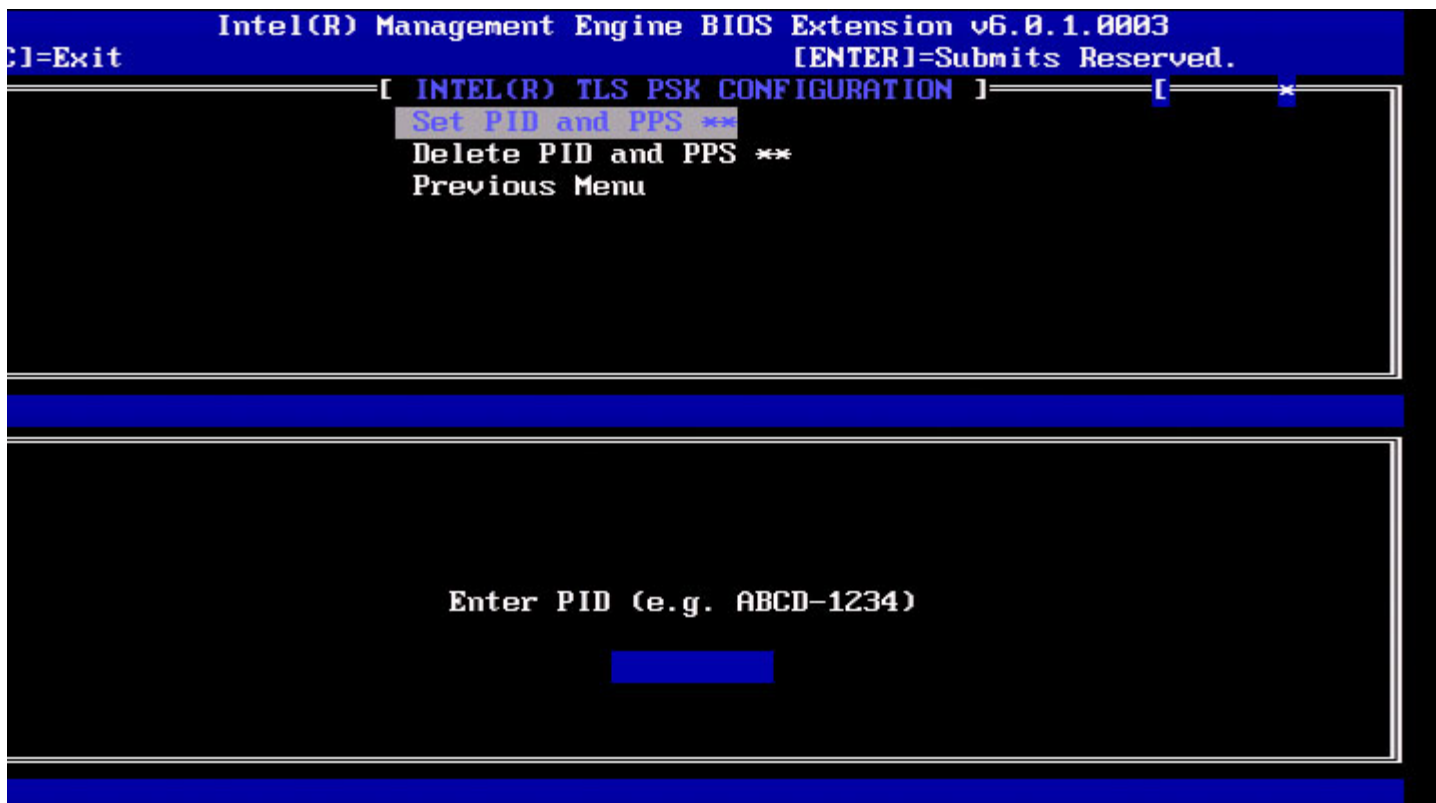 Intel(R) Management Engine BIOS Extension v6.0.1.0003
C]=Exit [ENTER]=Submits Reserved.
[ INTEL(R) TLS PSK CONFIGURATION ] [ *
Set PID and PPS **
Delete PID and PPS **
Previous Menu
Enter PID (e.g. ABCD-1234)